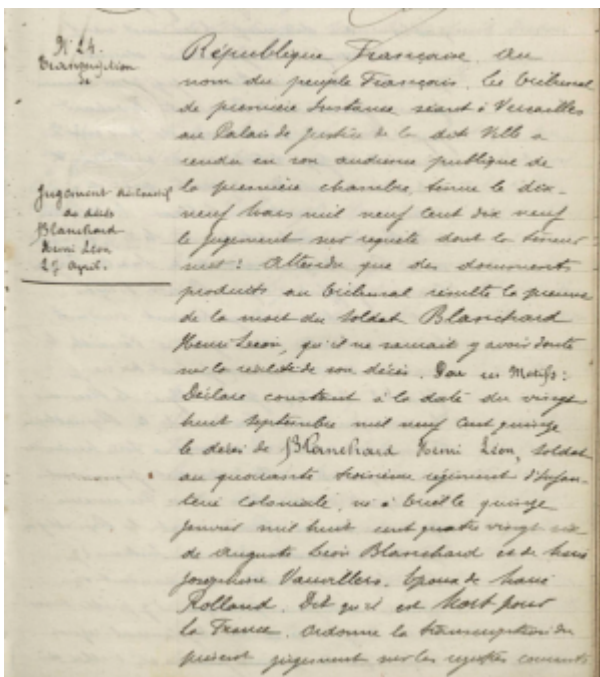 N° 24.
Transcription
de
Jugement déclaratif
de décès
Blanchard
Henri Léon
29 April.
République Française. Au
nom du peuple Français. Le Tribunal
de première Instance séant à Versailles
au Palais de Justice de la dite Ville a
rendu en son audience publique de
la première chambre, tenue le dix-
neuf Mars mil neuf cent dix neuf
le jugement sur requête dont la teneur
suit : Attendu que des documents
produits au Tribunal résulte la preuve
de la mort du soldat Blanchard
Henri Léon, qu'il ne saurait y avoir doute
sur la réalité de son décès. Par ces Motifs :
Déclare constant à la date du vingt
huit septembre mil neuf cent quinze
le décès de Blanchard Henri Léon, soldat
au quarante troisième régiment d'Infan-
terie coloniale, né à le quinze
janvier mil huit cent quatre vingt six
de Auguste Léon Blanchard et de Marie
Joséphine Vauvillers. Epoux de Marie
Rolland. Dit qu'il est Mort pour
la France. Ordonne la transcription du
présent jugement sur les registres courants